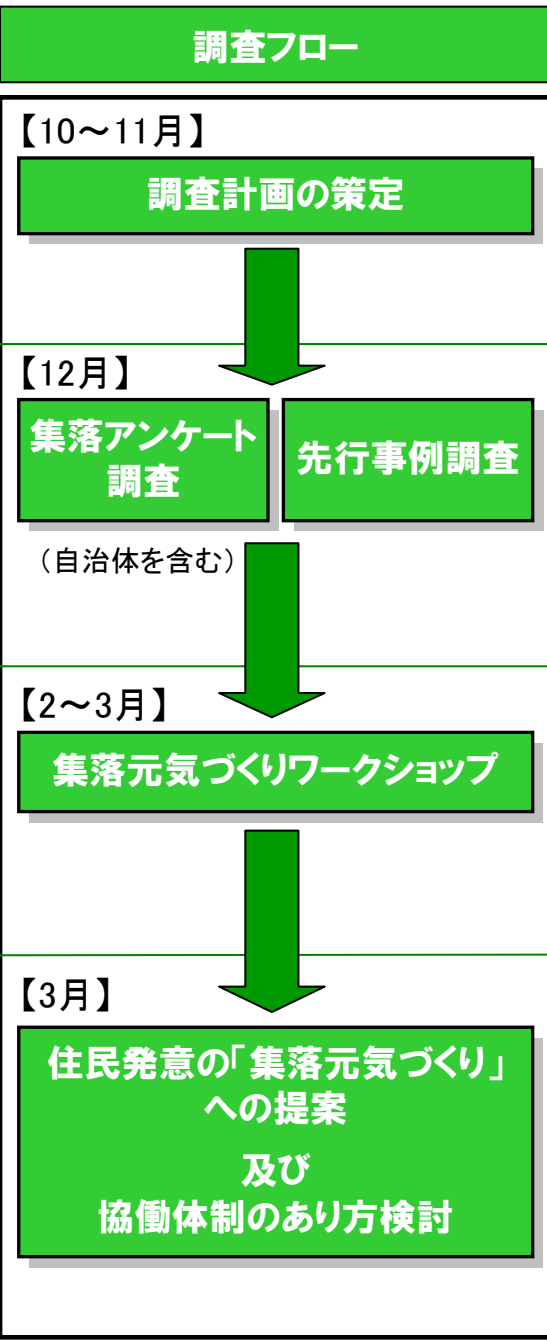 調査フロー
【10～11月】
調査計画の策定
【12月】
集落アンケート
調査
先行事例調査
（自治体を含む）
【2～3月】
集落元気づくりワークショップ
【3月】
住民発意の「集落元気づくり」
への提案
及び
協働体制のあり方検討